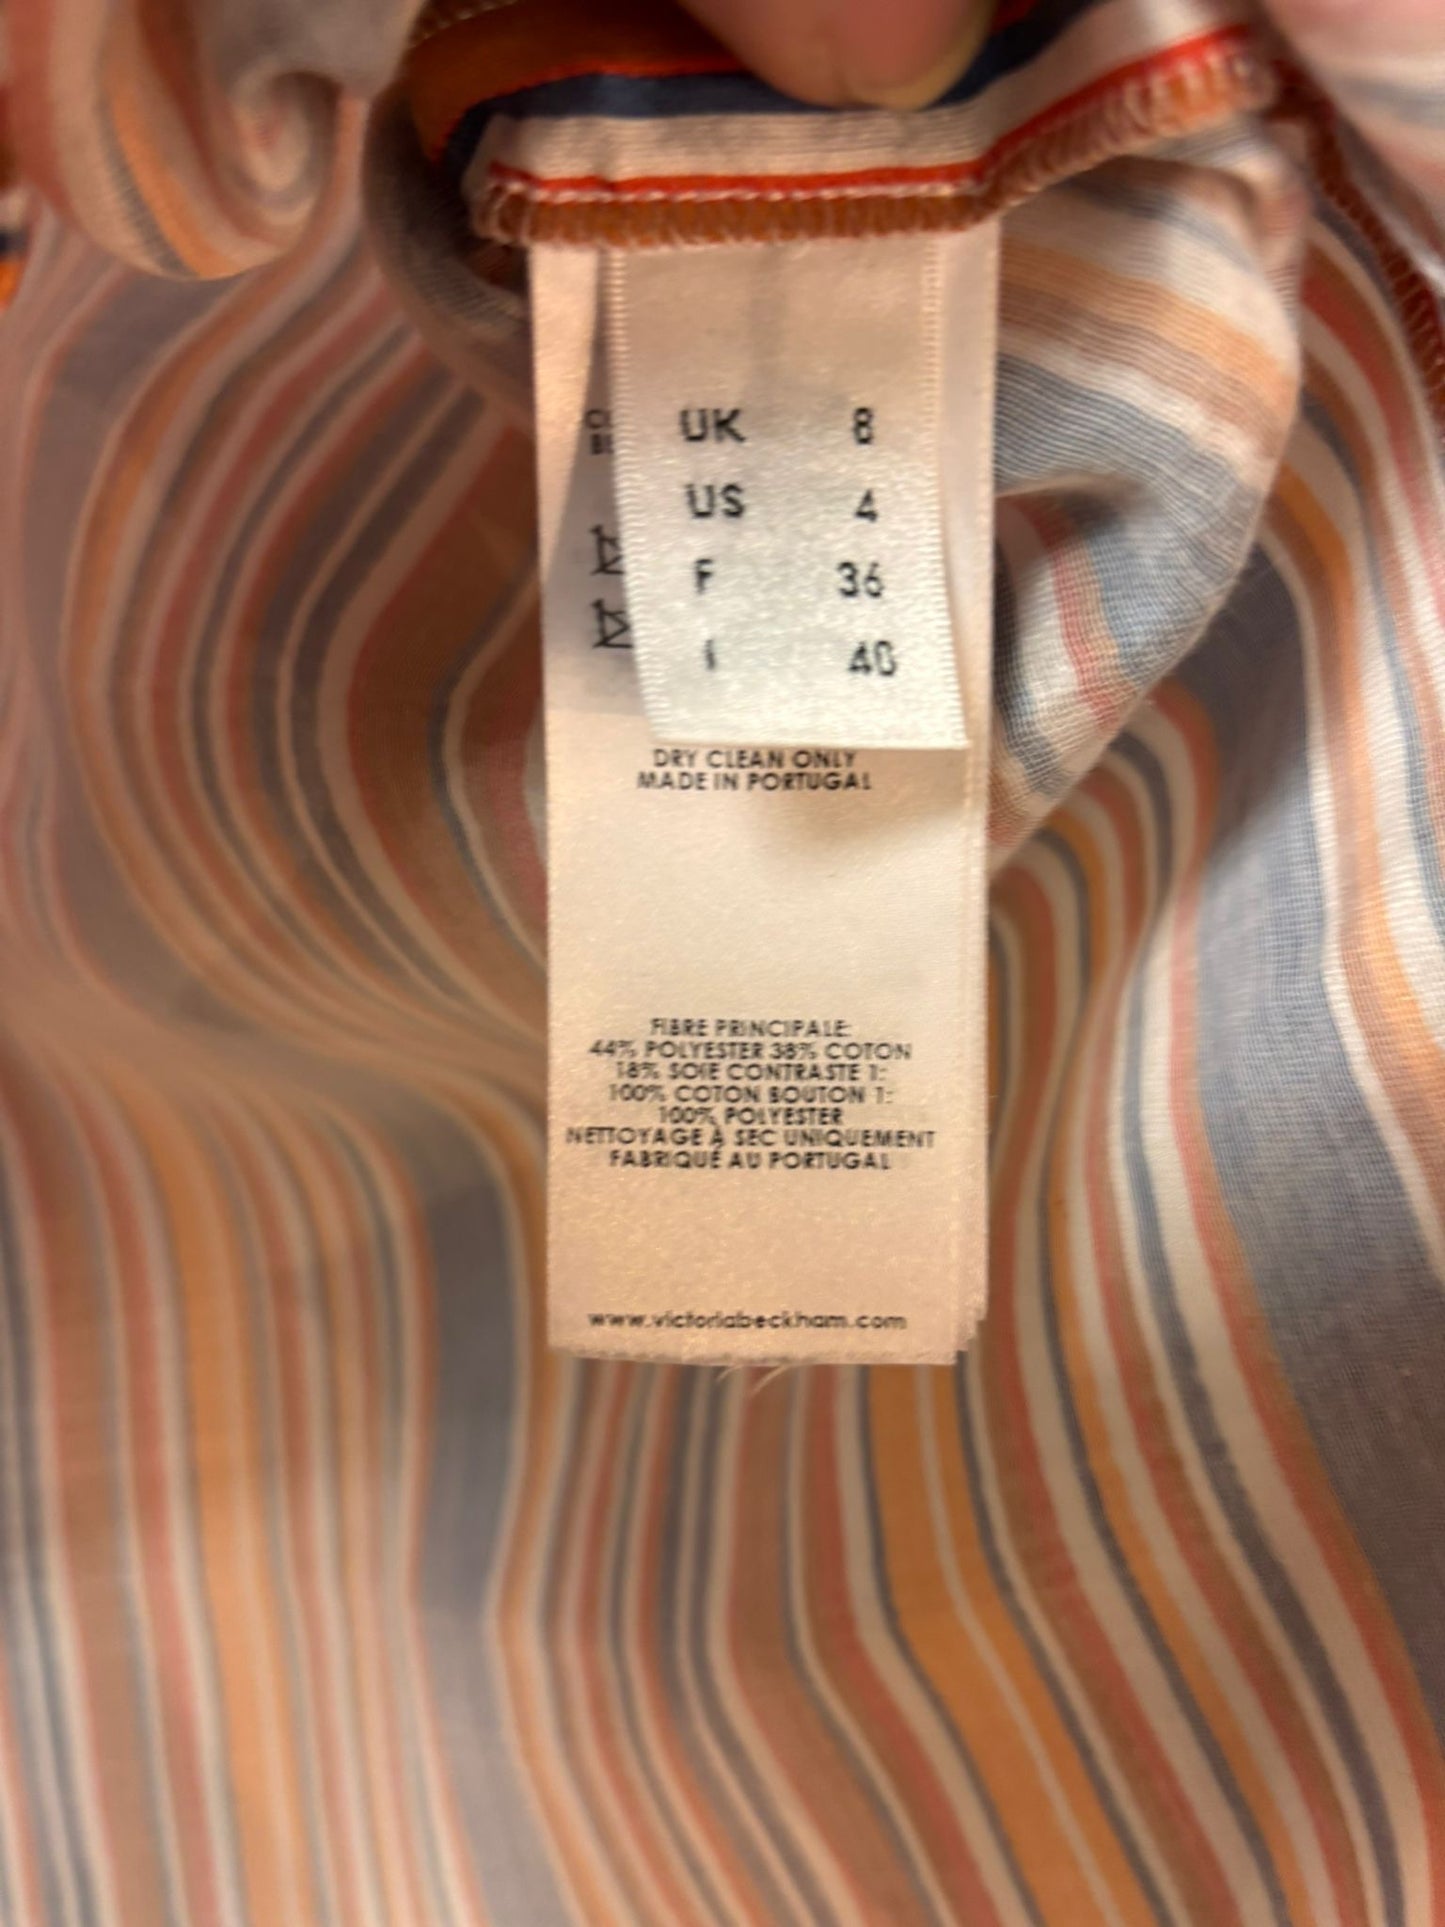 UK 8
US 4
F 36
I 40
DRY CLEAN ONLY
MADE IN PORTUGAL
FIBRE PRINCIPALE:
44% POLYESTER 38% COTON
18% SOIE CONTRASTE 1:
100% COTON BOUTON 1:
100% POLYESTER
NETTOYAGE À SEC UNIQUEMENT
FABRIQUÉ AU PORTUGAL
www.victoriabeckham.com